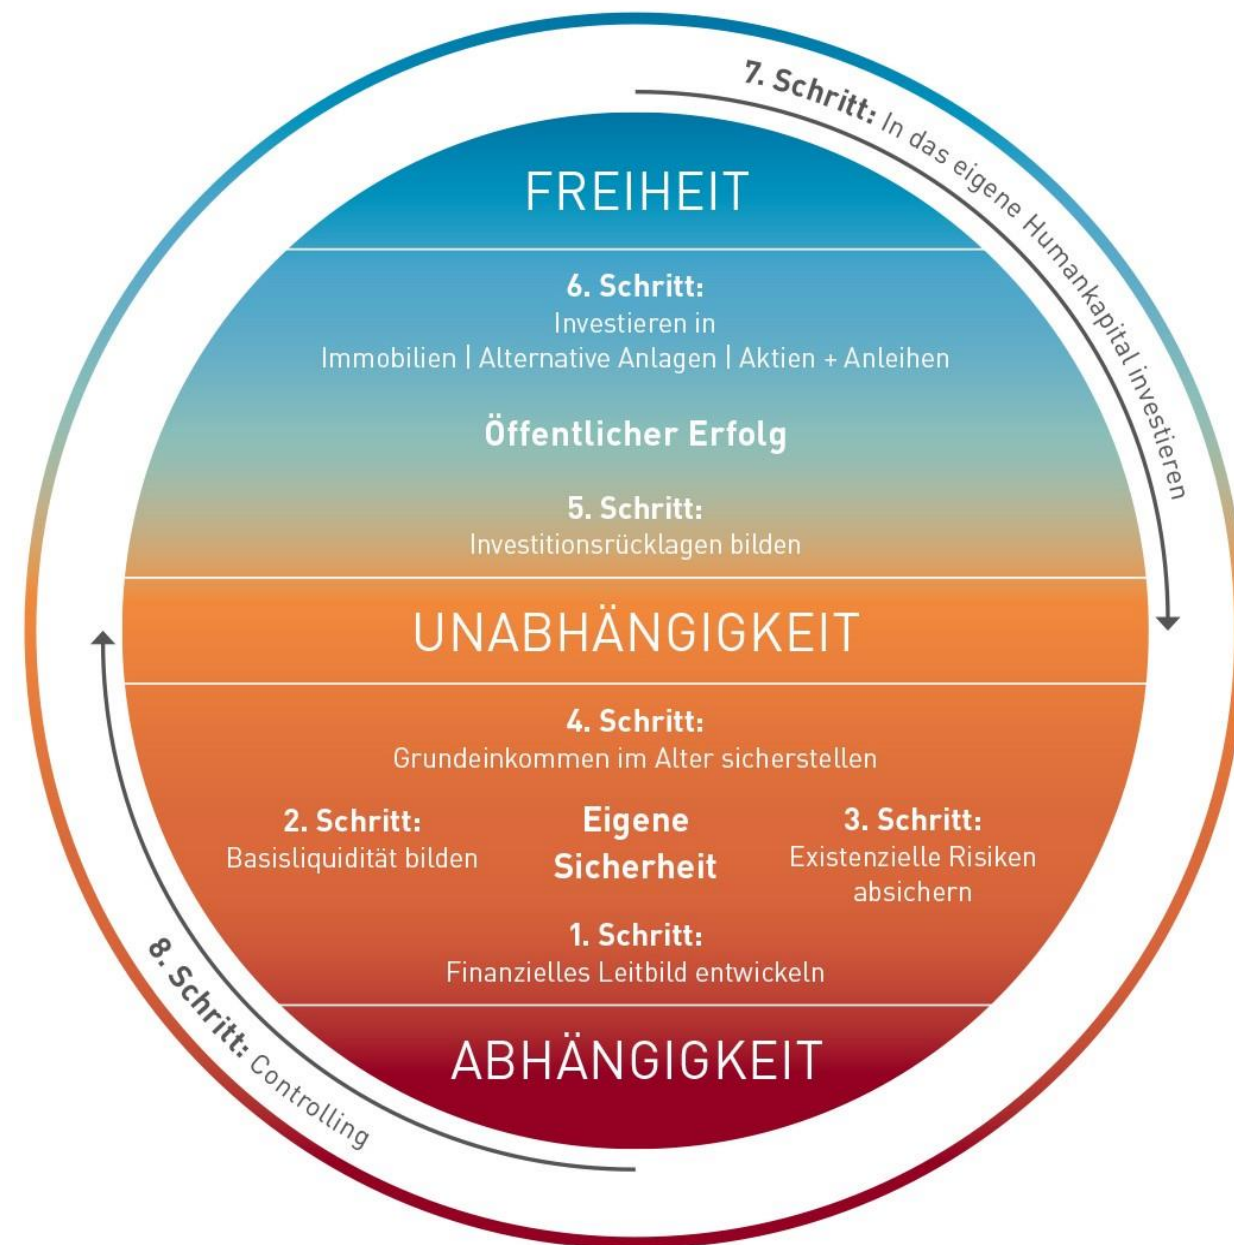 7. Schritt: In das eigene Humankapital investieren
FREIHEIT
6. Schritt:
Investieren in
Immobilien | Alternative Anlagen | Aktien + Anleihen
Öffentlicher Erfolg
5. Schritt:
Investitionsrücklagen bilden
UNABHÄNGIGKEIT
4. Schritt:
Grundeinkommen im Alter sicherstellen
2. Schritt:
Basisliquidität bilden
Eigene
Sicherheit
3. Schritt:
Existenzielle Risiken
absichern
1. Schritt:
Finanzielles Leitbild entwickeln
ABHÄNGIGKEIT
8. Schritt: Controlling